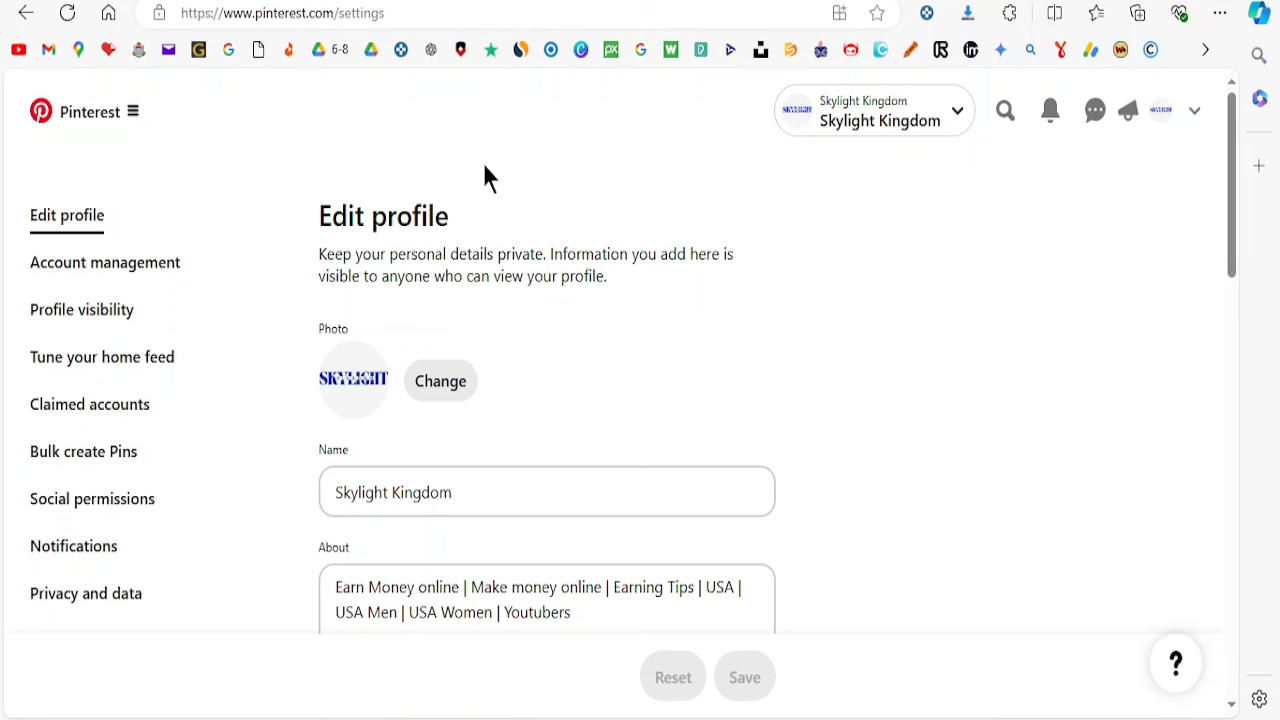 https://www.pinterest.com/settings
6-8
Pinterest
Skylight Kingdom
Skylight Kingdom
SKYLIGHT
Edit profile
Account management
Profile visibility
Tune your home feed
Claimed accounts
Bulk create Pins
Social permissions
Notifications
Privacy and data
Edit profile
Keep your personal details private. Information you add here is
visible to anyone who can view your profile.
Photo
SKYLIGHT
Change
Name
Skylight Kingdom
About
Earn Money online | Make money online | Earning Tips | USA |
USA Men | USA Women | Youtubers
Reset
Save
?